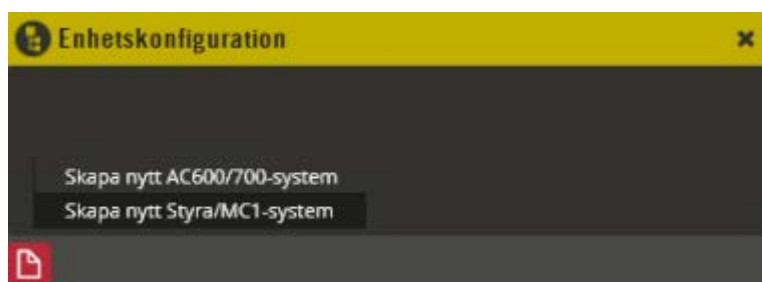 Enhetskonfiguration
Skapa nytt AC600/700-system
Skapa nytt Styra/MC1-system